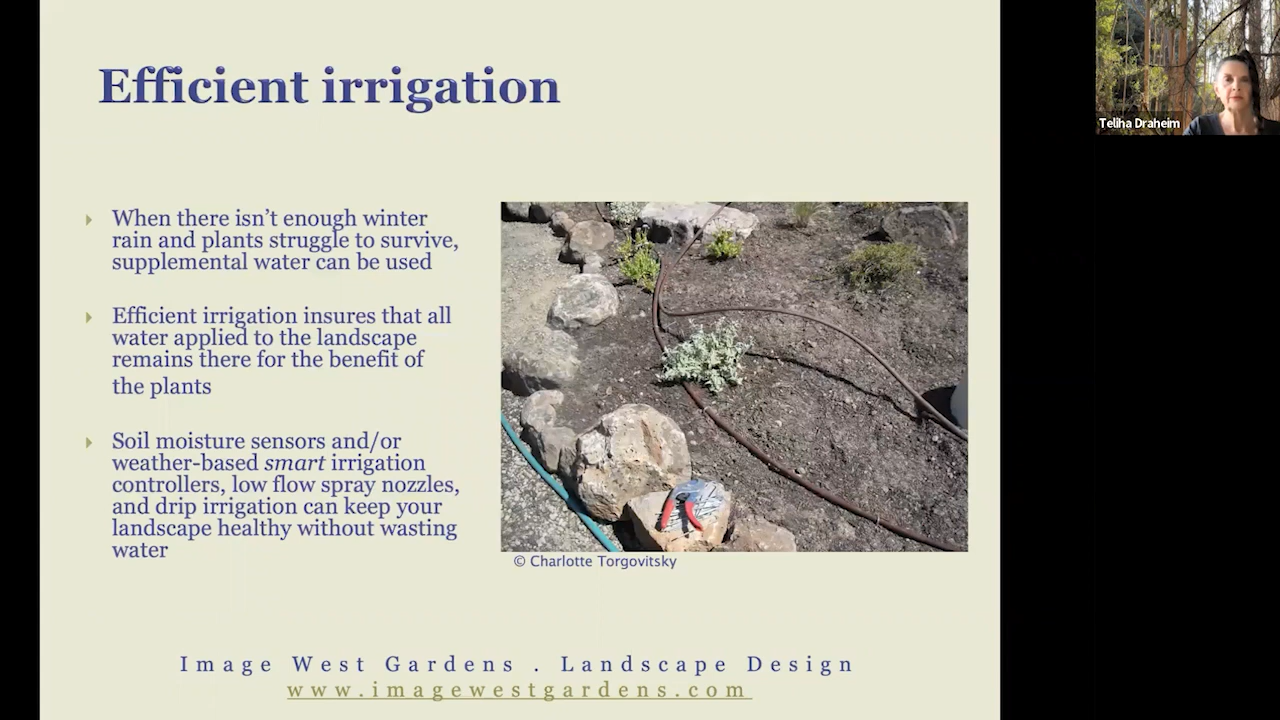 Efficient irrigation
Teliha Draheim
When there isn’t enough winter
rain and plants struggle to survive,
supplemental water can be used
Efficient irrigation insures that all
water applied to the landscape
remains there for the benefit of
the plants
Soil moisture sensors and/or
weather-based smart irrigation
controllers, low flow spray nozzles,
and drip irrigation can keep your
landscape healthy without wasting
water
© Charlotte Torgovitsky
Image West Gardens . Landscape Design
www.imagewestgardens.com